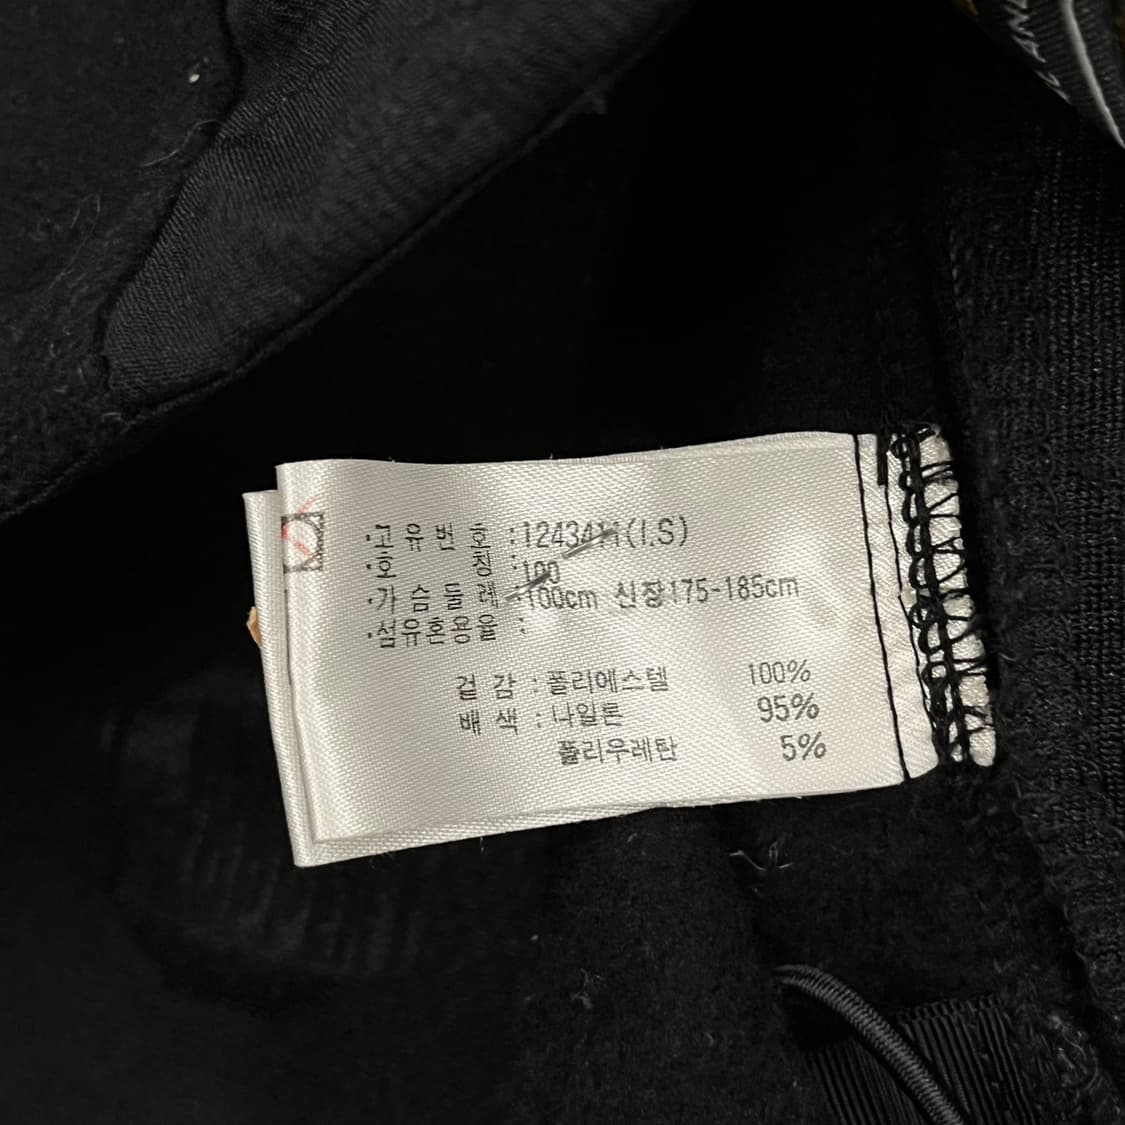 ·고 유 번 호 :1243411(I.S)
·호 칭 :100
·가 슴 둘 레 :100cm 신장175-185cm
·섬유혼용율 :
겉 감 : 폴리에스텔 100%
배 색 : 나일론 95%
폴리우레탄 5%